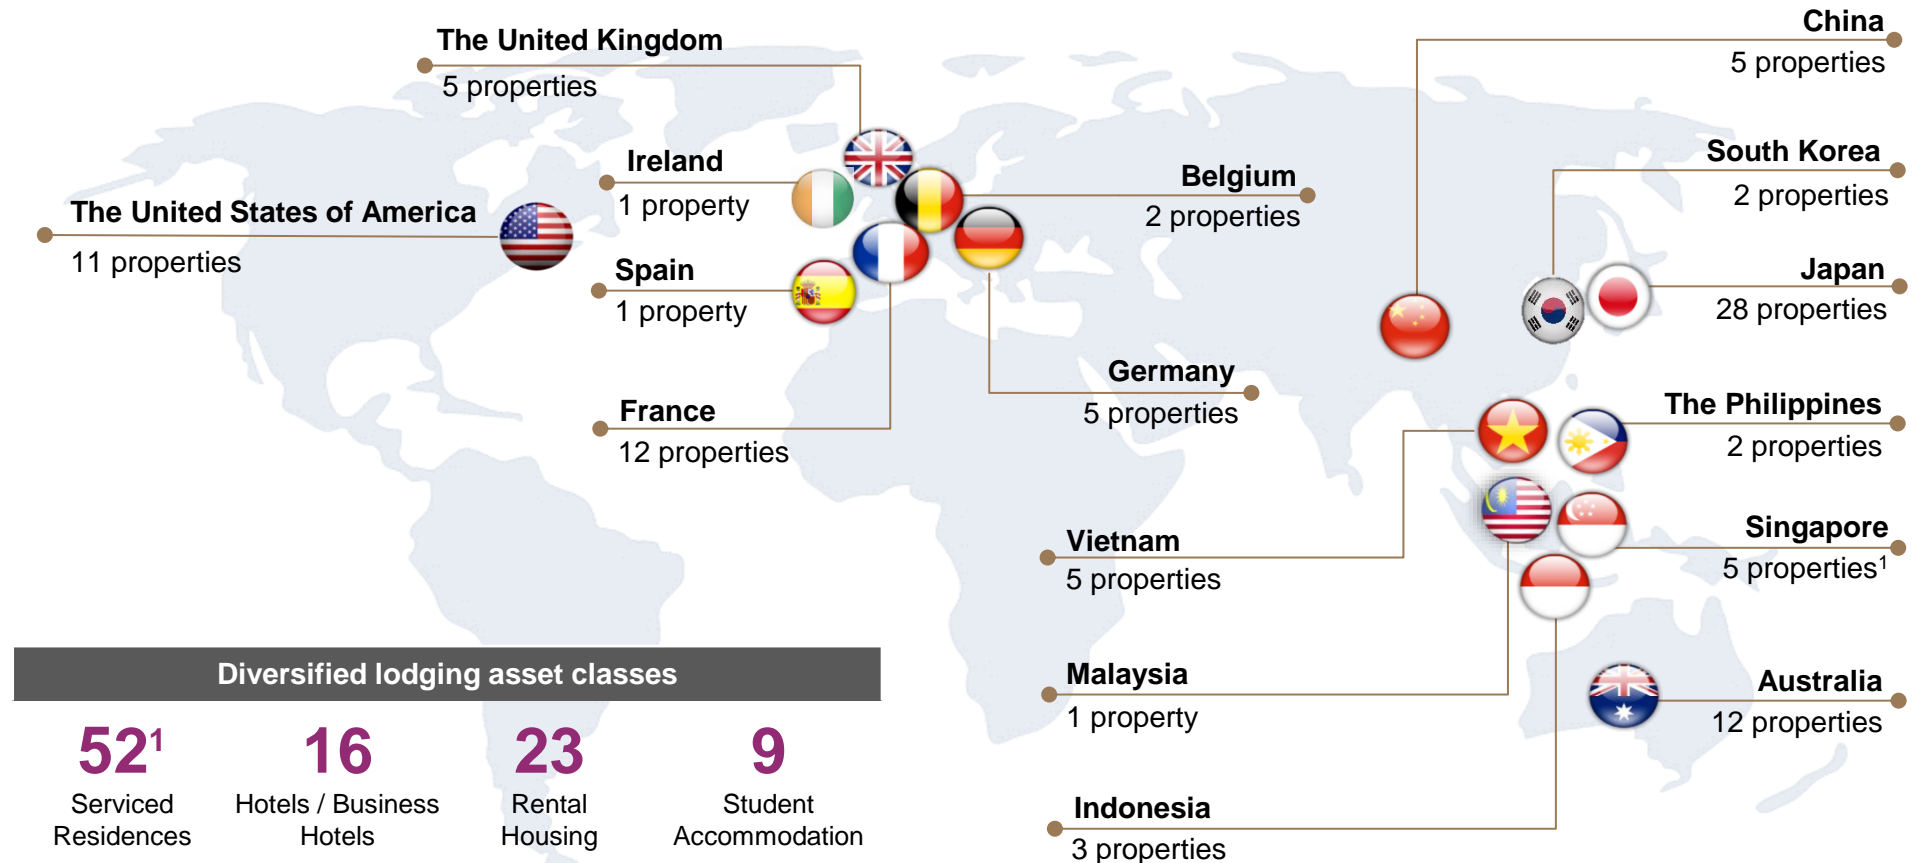 The United Kingdom
5 properties
Ireland
1 property
The United States of America
11 properties
Spain
1 property
France
12 properties
Belgium
2 properties
Germany
5 properties
China
5 properties
South Korea
2 properties
Japan
28 properties
The Philippines
2 properties
Vietnam
5 properties
Singapore
5 properties¹
Malaysia
1 property
Australia
12 properties
Indonesia
3 properties
Diversified lodging asset classes
52¹
Serviced
Residences
16
Hotels / Business
Hotels
23
Rental
Housing
9
Student
Accommodation